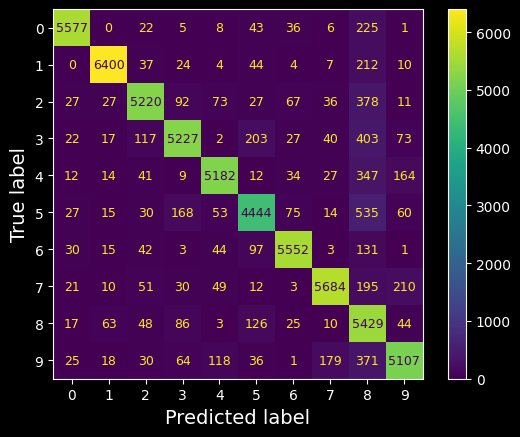 0 5577 0 22 5 8 43 36 6 225 1
1 0 6400 37 24 4 44 4 7 212 10
2 27 27 5220 92 73 27 67 36 378 11
3 22 17 117 5227 2 203 27 40 403 73
4 12 14 41 9 5182 12 34 27 347 164
5 27 15 30 168 53 4444 75 14 535 60
6 30 15 42 3 44 97 5552 3 131 1
7 21 10 51 30 49 12 3 5684 195 210
8 17 63 48 86 3 126 25 10 5429 44
9 25 18 30 64 118 36 1 179 371 5107
0 1 2 3 4 5 6 7 8 9
Predicted label
True label
6000
5000
4000
3000
2000
1000
0